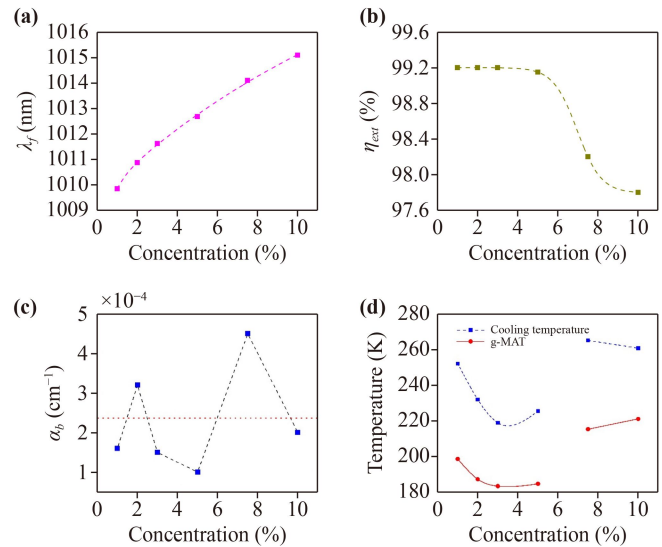 (a)
1016
1015
1014
1013
1012
1011
1010
1009
λf (nm)
0 2 4 6 8 10
Concentration (%)
(b)
99.6
99.2
98.8
98.4
98.0
97.6
ηext (%)
0 2 4 6 8 10
Concentration (%)
(c)
×10−4
5
4
3
2
1
αb (cm−1)
0 2 4 6 8 10
Concentration (%)
(d)
280
260
240
220
200
180
Temperature (K)
Cooling temperature
g-MAT
0 2 4 6 8 10
Concentration (%)